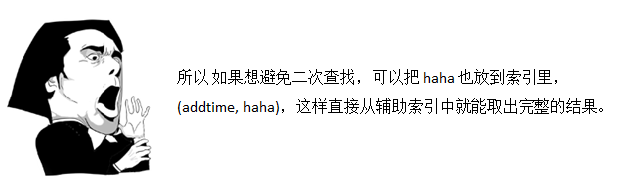 所以如果想避免二次查找，可以把 haha 也放到索引里，
(addtime, haha)，这样直接从辅助索引中就能取出完整的结果。